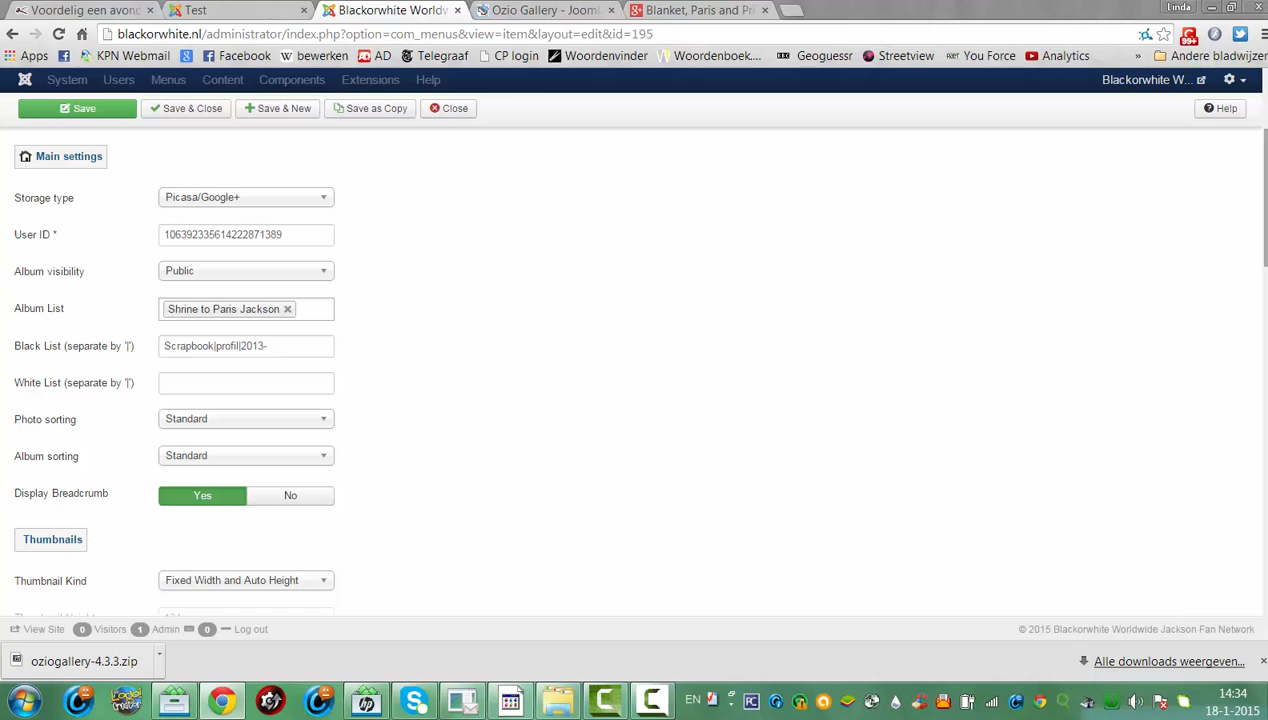 Voordelig een avond
Test
Blackorwhite Worldw
Ozio Gallery - Jooml
Blanket, Paris and Pr
Linda
blackorwhite.nl/administrator/index.php?option=com_menus&view=item&layout=edit&id=195
99+
Apps
KPN Webmail
Facebook
bewerken
AD
Telegraaf
CP login
Woordenvinder
Woordenboek...
Geoguessr
Streetview
You Force
Analytics
»
Andere bladwijzers
System
Users
Menus
Content
Components
Extensions
Help
Blackorwhite W...
Save
Save & Close
Save & New
Save as Copy
Close
Help
Main settings
Storage type
Picasa/Google+
User ID *
106392335614222871389
Album visibility
Public
Album List
Shrine to Paris Jackson
Black List (separate by '|')
Scrapbook|profil|2013-
White List (separate by '|')
Photo sorting
Standard
Album sorting
Standard
Display Breadcrumb
Yes
No
Thumbnails
Thumbnail Kind
Fixed Width and Auto Height
View Site
0
Visitors
1
Admin
0
Log out
© 2015 Blackorwhite Worldwide Jackson Fan Network
oziogallery-4.3.3.zip
Alle downloads weergeven...
EN
14:34
18-1-2015